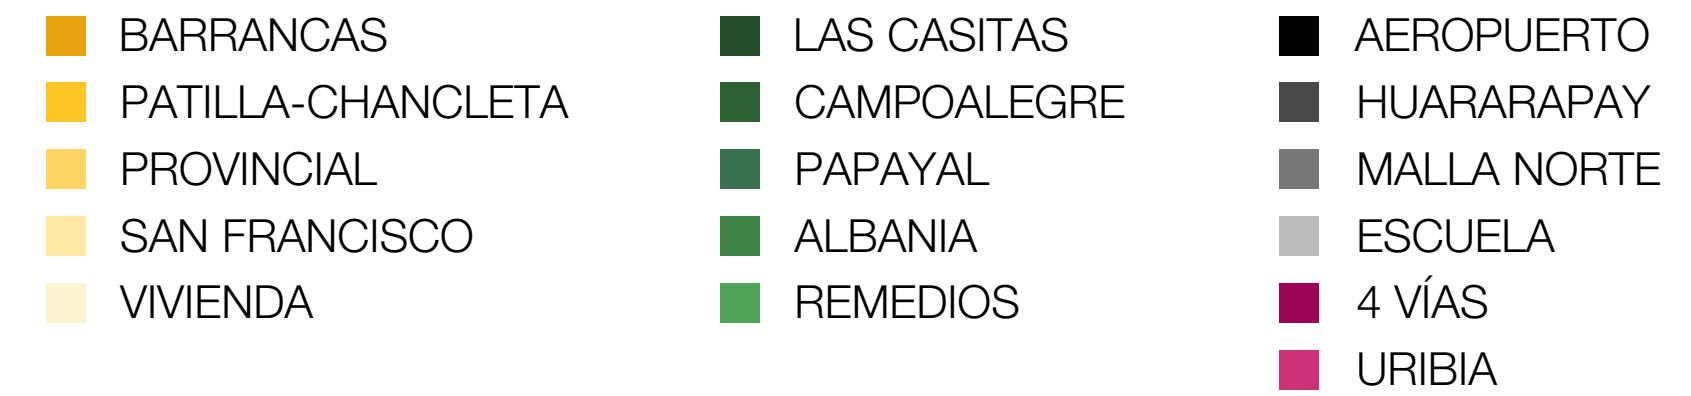 BARRANCAS
PATILLA-CHANCLETA
PROVINCIAL
SAN FRANCISCO
VIVIENDA
LAS CASITAS
CAMPOALEGRE
PAPAYAL
ALBANIA
REMEDIOS
AEROPUERTO
HUARARAPAY
MALLA NORTE
ESCUELA
4 VÍAS
URIBIA